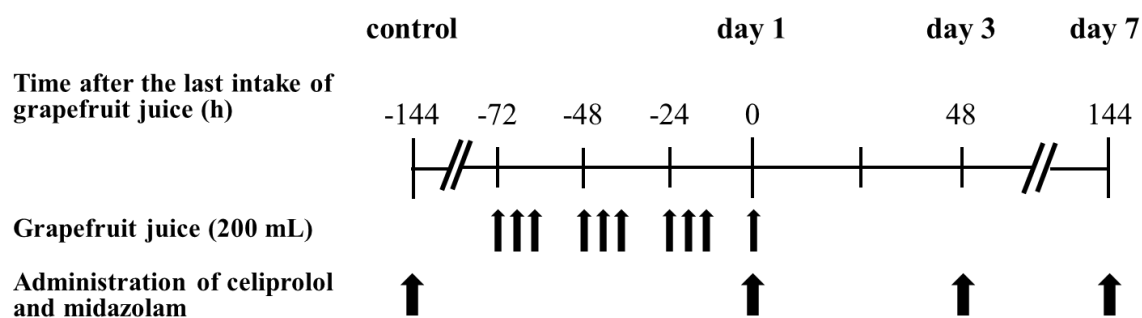 control day 1 day 3 day 7
Time after the last intake of
grapefruit juice (h)
-144 -72 -48 -24 0 48 144
Grapefruit juice (200 mL)
Administration of celiprolol
and midazolam